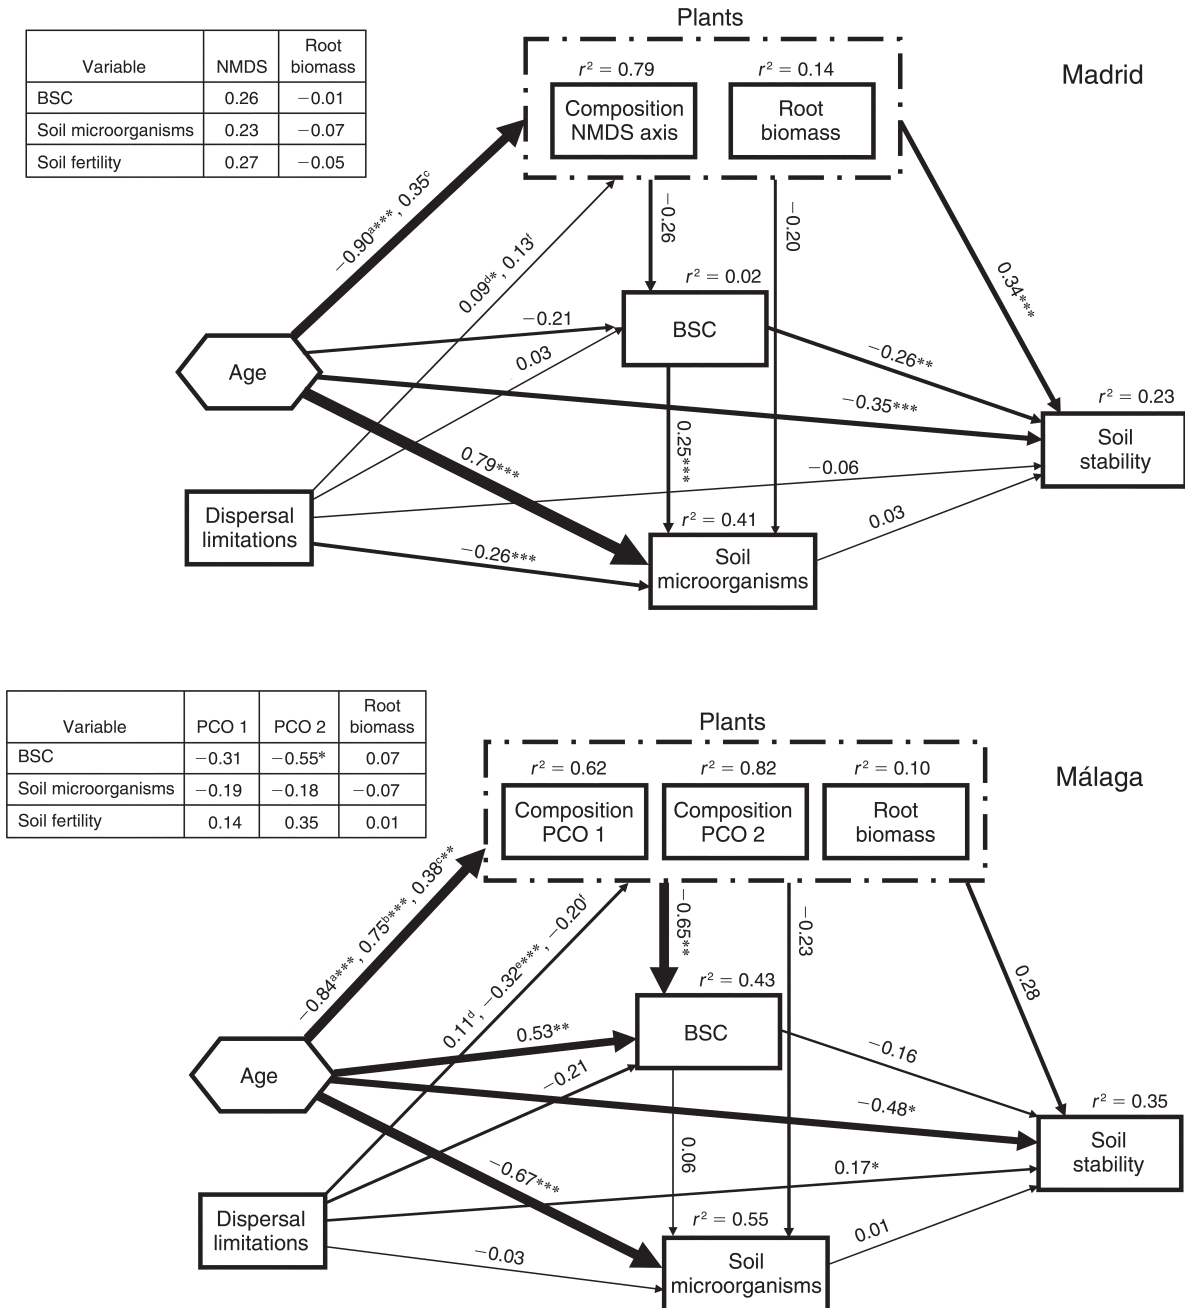 Plants
Madrid
Variable NMDS Root biomass
BSC 0.26 −0.01
Soil microorganisms 0.23 −0.07
Soil fertility 0.27 −0.05
r² = 0.79
r² = 0.14
Composition
NMDS axis
Root
biomass
−0.90ᵃ***, 0.35ᶜ
0.09ᵈ*, 0.13ᶠ
−0.26
−0.20
r² = 0.02
BSC
−0.21
0.03
0.34***
Age
−0.26**
−0.35***
r² = 0.23
Soil
stability
0.79***
0.25***
−0.06
Dispersal
limitations
r² = 0.41
0.03
−0.26***
Soil
microorganisms
Plants
Málaga
Variable PCO 1 PCO 2 Root biomass
BSC −0.31 −0.55* 0.07
Soil microorganisms −0.19 −0.18 −0.07
Soil fertility 0.14 0.35 0.01
r² = 0.62
r² = 0.82
r² = 0.10
Composition
PCO 1
Composition
PCO 2
Root
biomass
−0.84ᵃ***, 0.75ᵇ***, 0.38ᶜ**
0.11ᵈ, −0.32ᵉ***, −0.20ᶠ
−0.65**
−0.23
r² = 0.43
BSC
0.28
0.53**
−0.21
Age
−0.16
−0.48*
r² = 0.35
Soil
stability
−0.67***
0.06
0.17*
Dispersal
limitations
r² = 0.55
0.01
−0.03
Soil
microorganisms